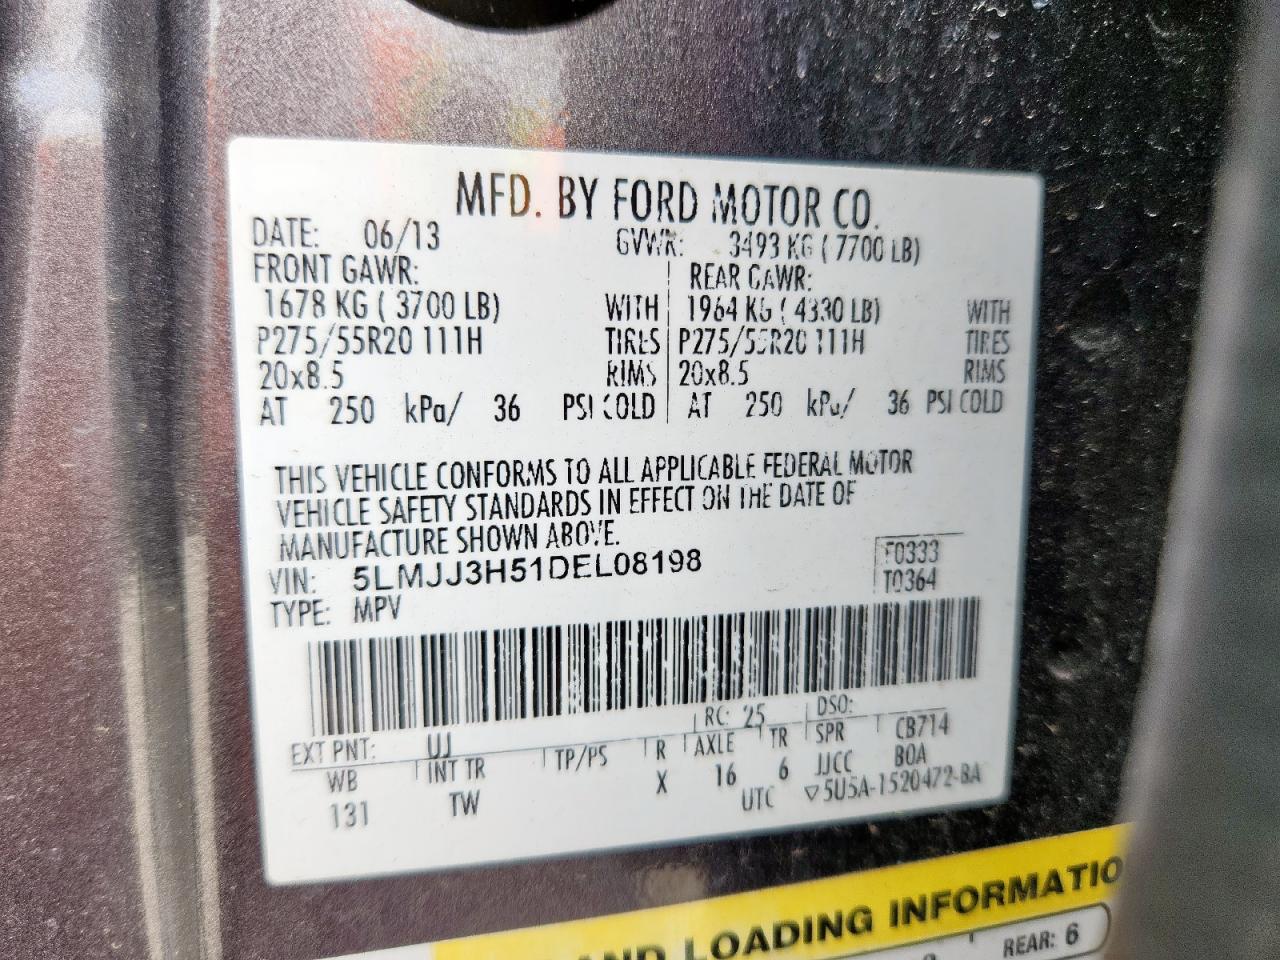 MFD. BY FORD MOTOR CO.
DATE: 06/13 GVWR: 3493 KG ( 7700 LB)
FRONT GAWR: REAR GAWR:
1678 KG ( 3700 LB) WITH 1964 KG ( 4330 LB) WITH
P275/55R20 111H TIRES P275/55R20 111H TIRES
20x8.5 RIMS 20x8.5 RIMS
AT 250 kPa/ 36 PSI COLD AT 250 kPa/ 36 PSI COLD
THIS VEHICLE CONFORMS TO ALL APPLICABLE FEDERAL MOTOR
VEHICLE SAFETY STANDARDS IN EFFECT ON THE DATE OF
MANUFACTURE SHOWN ABOVE.
VIN: 5LMJJ3H51DEL08198 F0333
TYPE: MPV T0364
EXT PNT: UJ RC: 25 DSO:
WB INT TR TP/PS R AXLE TR SPR CB714
131 TW X 16 6 JJCC BOA
UTC ▽5U5A-1520472-BA
AND LOADING INFORMATIO
REAR: 6